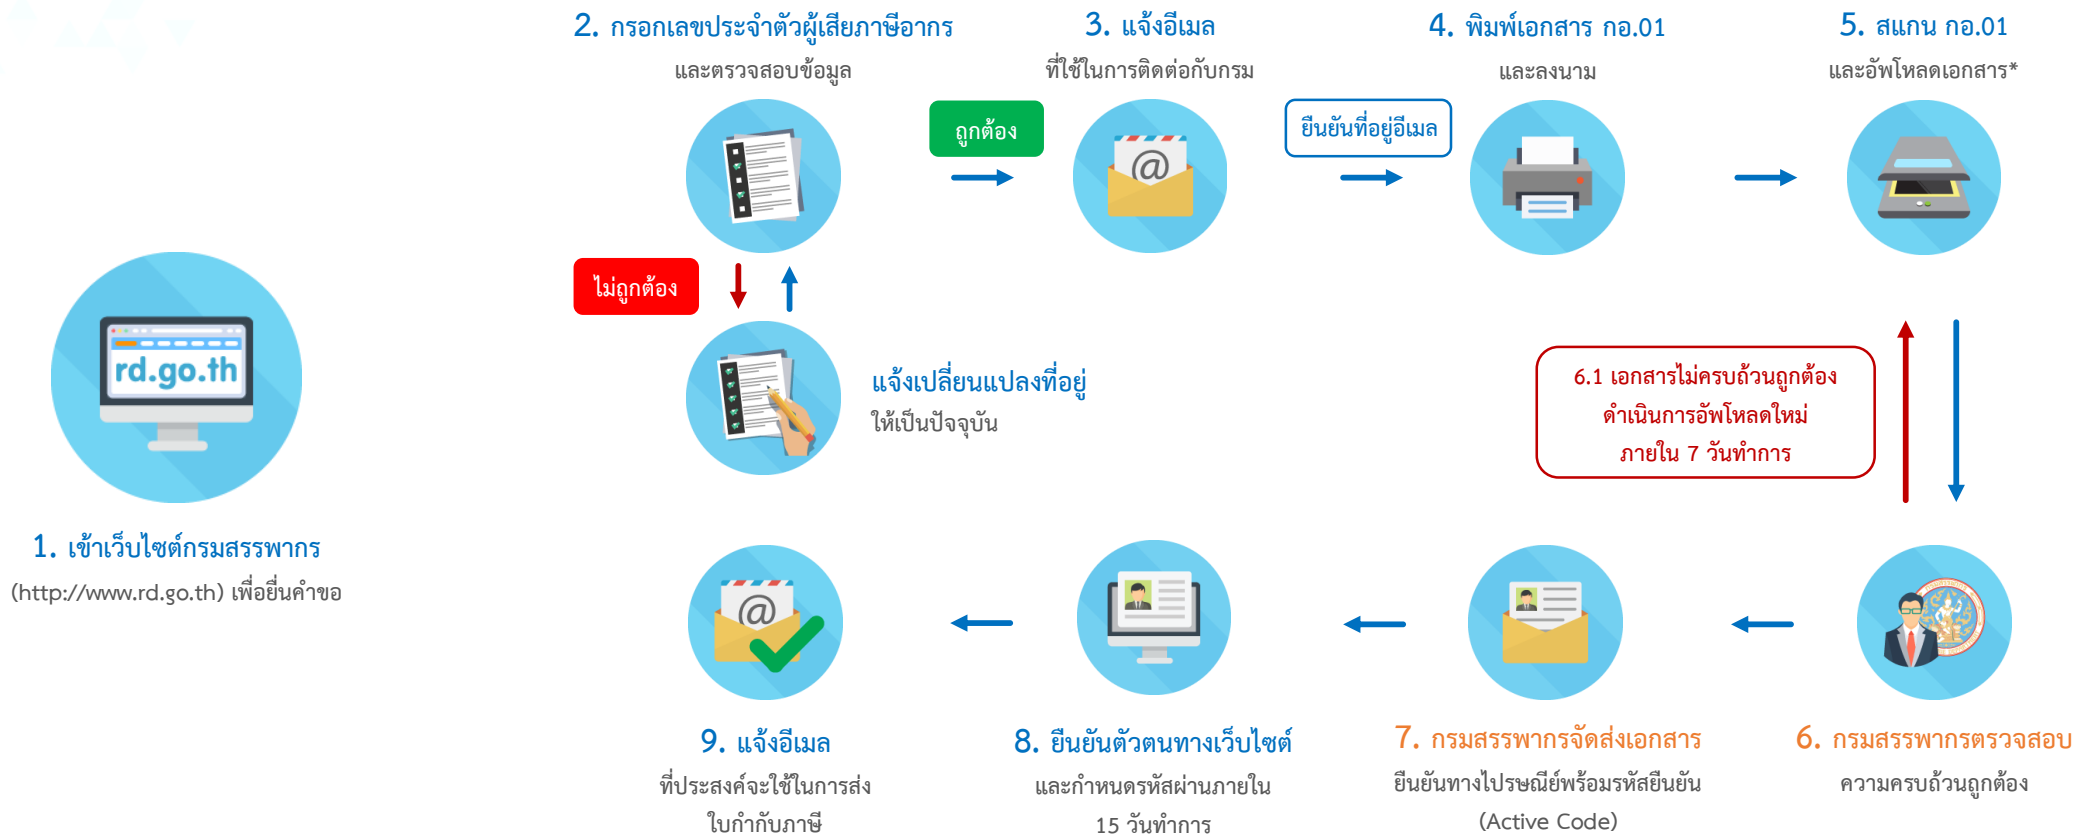 rd.go.th
1. เข้าเว็บไซต์กรมสรรพากร
(http://www.rd.go.th) เพื่อยื่นคำขอ
2. กรอกเลขประจำตัวผู้เสียภาษีอากร
และตรวจสอบข้อมูล
ถูกต้อง
ไม่ถูกต้อง
แจ้งเปลี่ยนแปลงที่อยู่
ให้เป็นปัจจุบัน
3. แจ้งอีเมล
ที่ใช้ในการติดต่อกับกรม
@
ยืนยันที่อยู่อีเมล
4. พิมพ์เอกสาร กอ.01
และลงนาม
5. สแกน กอ.01
และอัพโหลดเอกสาร*
6.1 เอกสารไม่ครบถ้วนถูกต้อง
ดำเนินการอัพโหลดใหม่
ภายใน 7 วันทำการ
6. กรมสรรพากรตรวจสอบ
ความครบถ้วนถูกต้อง
7. กรมสรรพากรจัดส่งเอกสาร
ยืนยันทางไปรษณีย์พร้อมรหัสยืนยัน
(Active Code)
8. ยืนยันตัวตนทางเว็บไซต์
และกำหนดรหัสผ่านภายใน
15 วันทำการ
@
9. แจ้งอีเมล
ที่ประสงค์จะใช้ในการส่ง
ใบกำกับภาษี